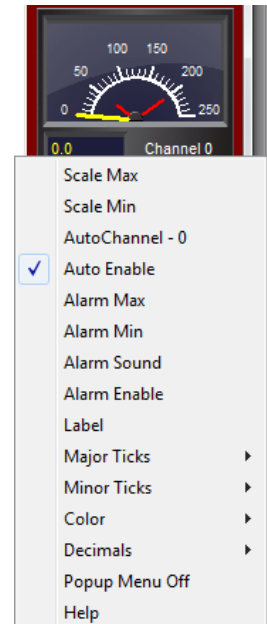 100 150
50 200
0 250
0.0 Channel 0
Scale Max
Scale Min
AutoChannel - 0
Auto Enable
Alarm Max
Alarm Min
Alarm Sound
Alarm Enable
Label
Major Ticks
Minor Ticks
Color
Decimals
Popup Menu Off
Help